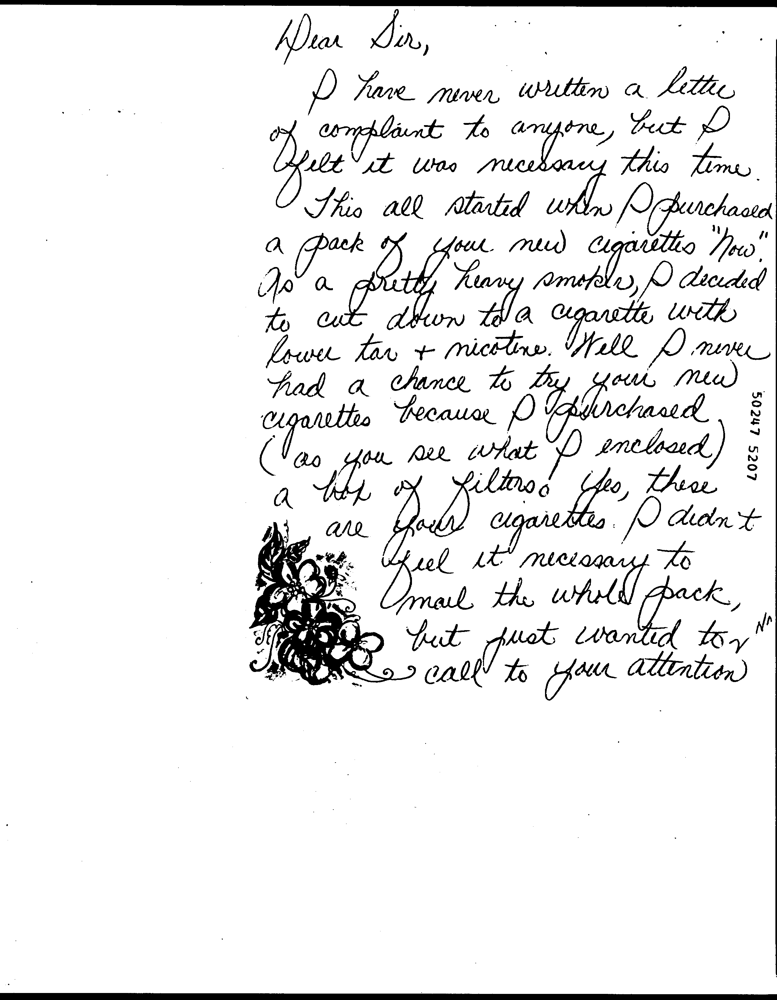 Dear Sir,
I have never written a letter
of complaint to anyone, but I
felt it was necessary this time.
This all started when I purchased
a pack of your new cigarettes "Now".
As a pretty heavy smoker, I decided
to cut down to a cigarette with
lower tar + nicotine. Well I never
had a chance to try your new
cigarettes because I purchased
(as you see what I enclosed)
a box of filters! Yes, these
are your cigarettes. I didn't
feel it necessary to
mail the whole pack,
but just wanted to
call to your attention
50247 5207